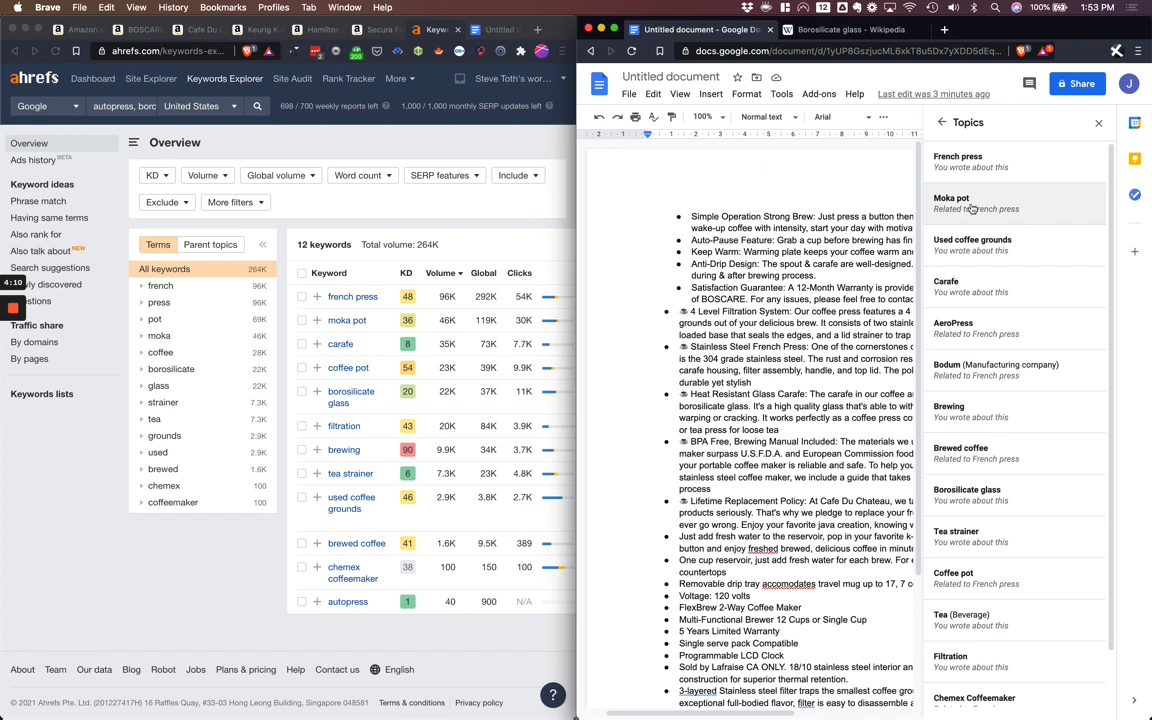 Brave File Edit View History Bookmarks Profiles Tab Window Help 12 100% 1:53 PM
Amazon. BOSCARE Cafe Du C Keurig K Hamilton Secura F Keyw Untitled
ahrefs.com/keywords-ex...
Untitled document - Google Do Borosilicate glass - Wikipedia
docs.google.com/document/d/1yUP8GszjucML6xkT8u5Dx7yXDD5dEq...
ahrefs Dashboard Site Explorer Keywords Explorer Site Audit Rank Tracker More Steve Toth's wor...
Google autopress, borc United States 698 / 700 weekly reports left 1,000 / 1,000 monthly SERP updates left
Overview
Ads history BETA
Keyword ideas
Phrase match
Having same terms
Also rank for
Also talk about NEW
Search suggestions
ly discovered
estions
4:10
Traffic share
By domains
By pages
Keywords lists
Overview
KD Volume Global volume Word count SERP features Include
Exclude More filters
Terms Parent topics
All keywords 264K
french 96K
press 96K
pot 69K
moka 46K
coffee 28K
borosilicate 22K
glass 22K
strainer 7.3K
tea 7.3K
grounds 2.9K
used 2.9K
brewed 1.6K
chemex 100
coffeemaker 100
12 keywords Total volume: 264K
Keyword KD Volume Global Clicks
french press 48 96K 292K 54K
moka pot 36 46K 119K 30K
carafe 8 35K 73K 7.7K
coffee pot 54 23K 39K 9.9K
borosilicate glass 20 22K 37K 11K
filtration 43 20K 84K 3.9K
brewing 90 9.9K 34K 3.7K
tea strainer 6 7.3K 23K 4.8K
used coffee grounds 46 2.9K 3.8K 2.7K
brewed coffee 41 1.6K 9.5K 389
chemex coffeemaker 38 100 150 100
autopress 1 40 900 N/A
About Team Our data Blog Robot Jobs Plans & pricing Help Contact us English
© 2021 Ahrefs Pte. Ltd. (201227417H) 16 Raffles Quay, #33-03 Hong Leong Building, Singapore 048581 Terms & conditions Privacy policy
?
Untitled document
File Edit View Insert Format Tools Add-ons Help Last edit was 3 minutes ago
Share J
100% Normal text Arial
2 1 1 2 3 4 5 6 7 8 9 10 11
Simple Operation Strong Brew: Just press a button then
wake-up coffee with intensity, start your day with motiva
Auto-Pause Feature: Grab a cup before brewing has fin
Keep Warm: Warming plate keeps your coffee warm an
Anti-Drip Design: The spout & carafe are well-designed.
during & after brewing process.
Satisfaction Guarantee: A 12-Month Warranty is provide
of BOSCARE. For any issues, please feel free to contac
4 Level Filtration System: Our coffee press features a 4
grounds out of your delicious brew. It consists of two stainle
loaded base that seals the edges, and a lid strainer to trap
Stainless Steel French Press: One of the cornerstones o
is the 304 grade stainless steel. The rust and corrosion res
carafe housing, filter assembly, handle, and top lid. The pol
durable yet stylish
Heat Resistant Glass Carafe: The carafe in our coffee a
borosilicate glass. It's a high quality glass that's able to with
warping or cracking. It works perfectly as a coffee press co
or tea press for loose tea
BPA Free, Brewing Manual Included: The materials we u
maker surpass U.S.F.D.A. and European Commission food
your portable coffee maker is reliable and safe. To help you
stainless steel coffee maker, we include a guide that takes
process
Lifetime Replacement Policy: At Cafe Du Chateau, we ta
products seriously. That's why we pledge to replace your fr
ever go wrong. Enjoy your favorite java creation, knowing w
Just add fresh water to the reservoir, pop in your favorite k-
button and enjoy freshed brewed, delicious coffee in minute
One cup reservoir, just add fresh water for each brew. For e
countertops
Removable drip tray accomodates travel mug up to 17, 7 c
Voltage: 120 volts
FlexBrew 2-Way Coffee Maker
Multi-Functional Brewer 12 Cups or Single Cup
5 Years Limited Warranty
Single serve pack Compatible
Programmable LCD Clock
Sold by Lafraise CA ONLY. 18/10 stainless steel interior an
construction for superior thermal retention.
3-layered Stainless steel filter traps the smallest coffee gro
exceptional full-bodied flavor, filter is easy to disassemble a
Topics
French press
You wrote about this
Moka pot
Related to French press
Used coffee grounds
You wrote about this
Carafe
You wrote about this
AeroPress
Related to French press
Bodum (Manufacturing company)
Related to French press
Brewing
You wrote about this
Brewed coffee
Related to French press
Borosilicate glass
You wrote about this
Tea strainer
You wrote about this
Coffee pot
Related to French press
Tea (Beverage)
You wrote about this
Filtration
You wrote about this
Chemex Coffeemaker